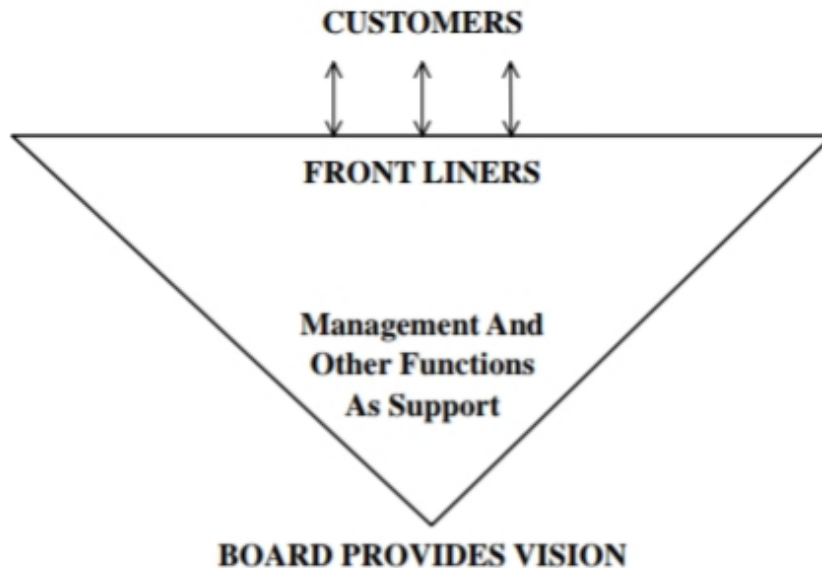 CUSTOMERS
FRONT LINERS
Management And
Other Functions
As Support
BOARD PROVIDES VISION